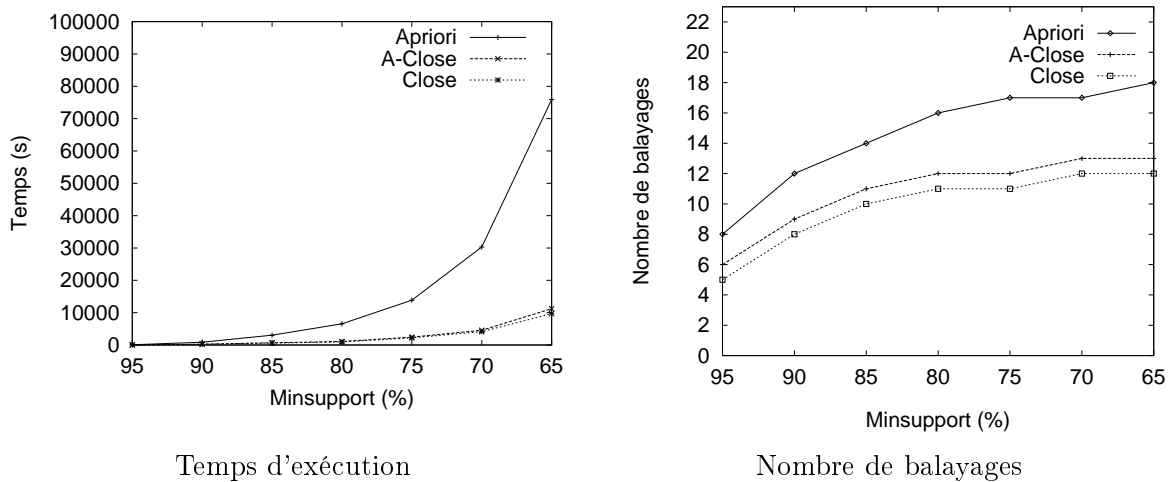 100000
90000
80000
70000
60000
50000
40000
30000
20000
10000
0
Temps (s)
Apriori
A-Close
Close
95 90 85 80 75 70 65
Minsupport (%)
Temps d'exécution
22
20
18
16
14
12
10
8
6
4
2
0
Nombre de balayages
Apriori
A-Close
Close
95 90 85 80 75 70 65
Minsupport (%)
Nombre de balayages